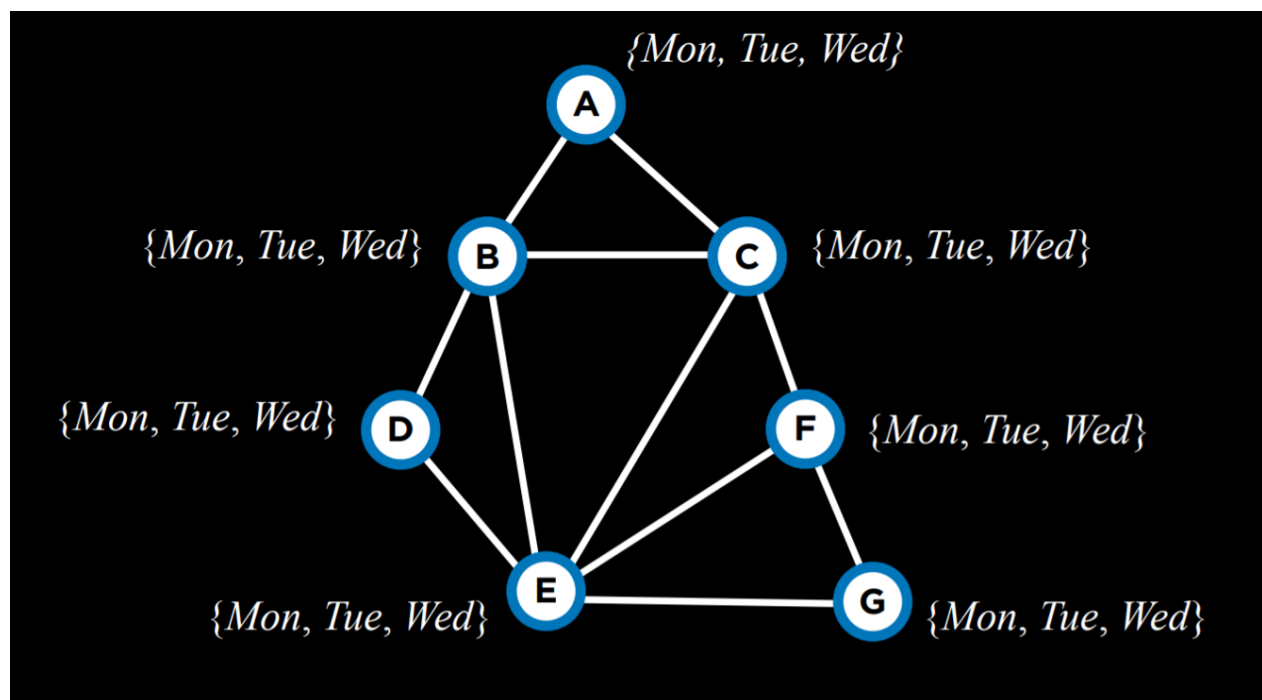 {Mon, Tue, Wed}
A
{Mon, Tue, Wed}
B
C
{Mon, Tue, Wed}
{Mon, Tue, Wed}
D
F
{Mon, Tue, Wed}
{Mon, Tue, Wed}
E
G
{Mon, Tue, Wed}